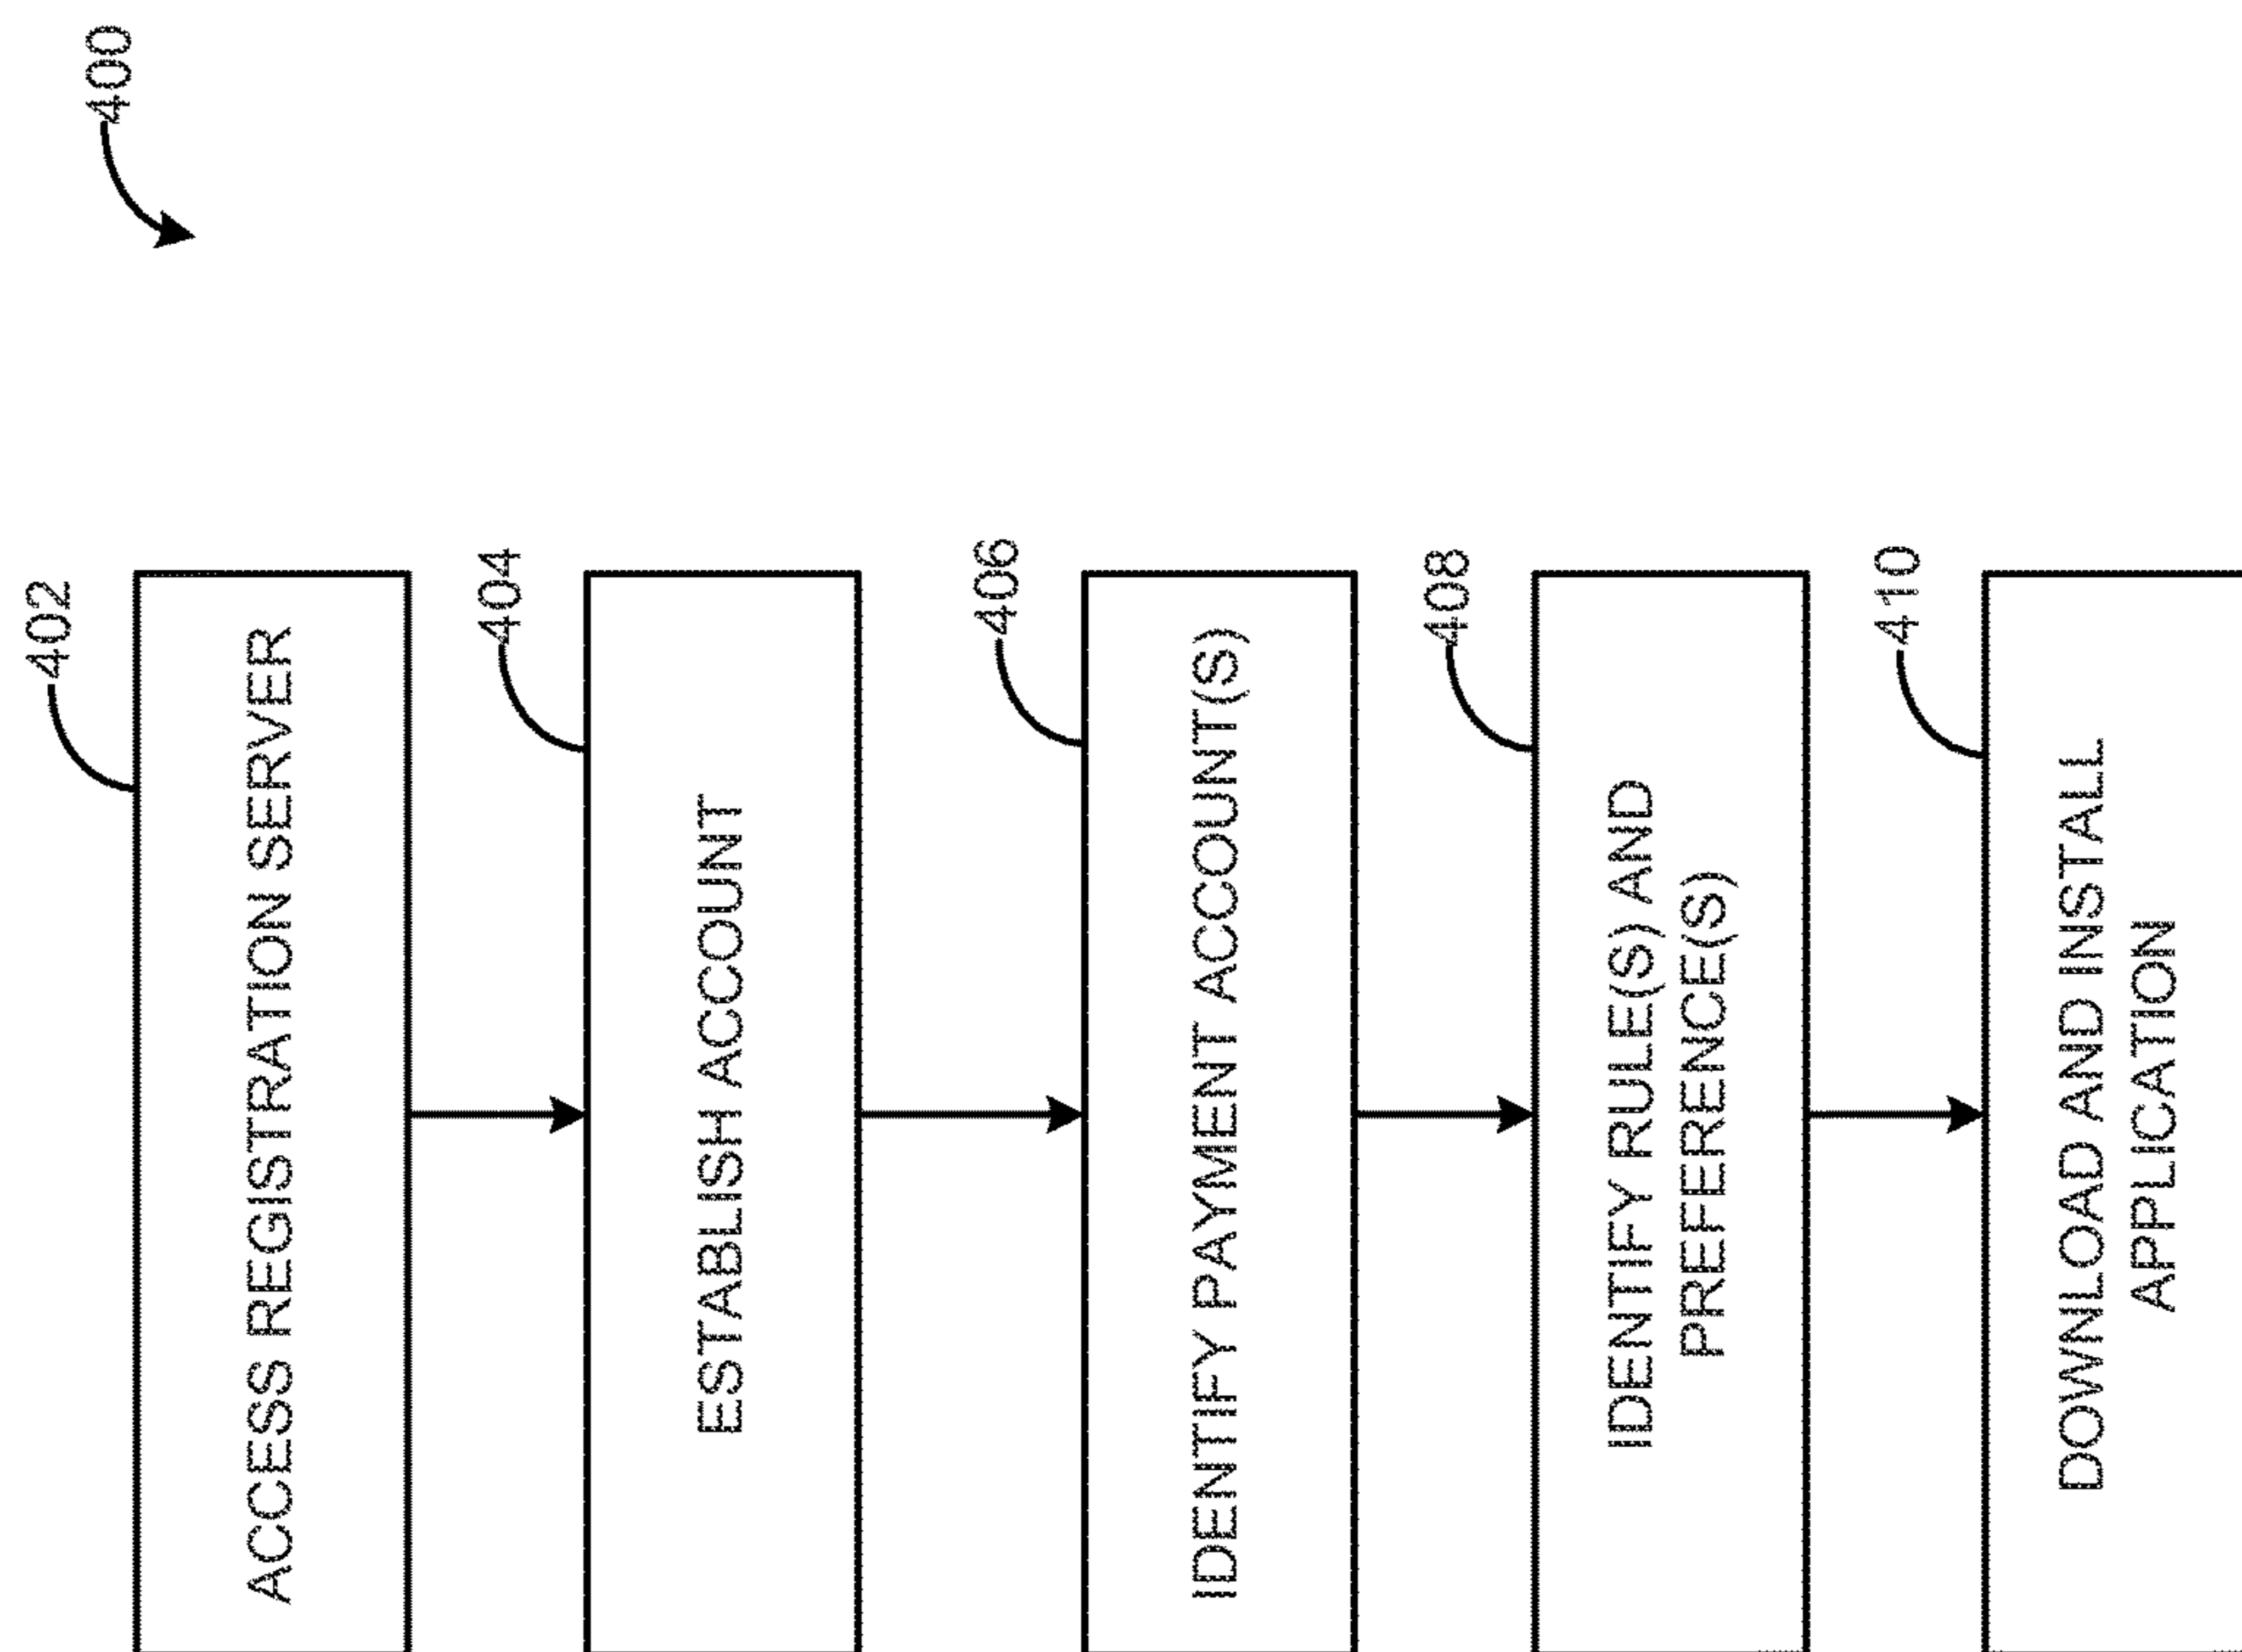 400
402
ACCESS REGISTRATION SERVER
404
ESTABLISH ACCOUNT
406
IDENTIFY PAYMENT ACCOUNT(S)
408
IDENTIFY RULE(S) AND
PREFERENCE(S)
410
DOWNLOAD AND INSTALL
APPLICATION